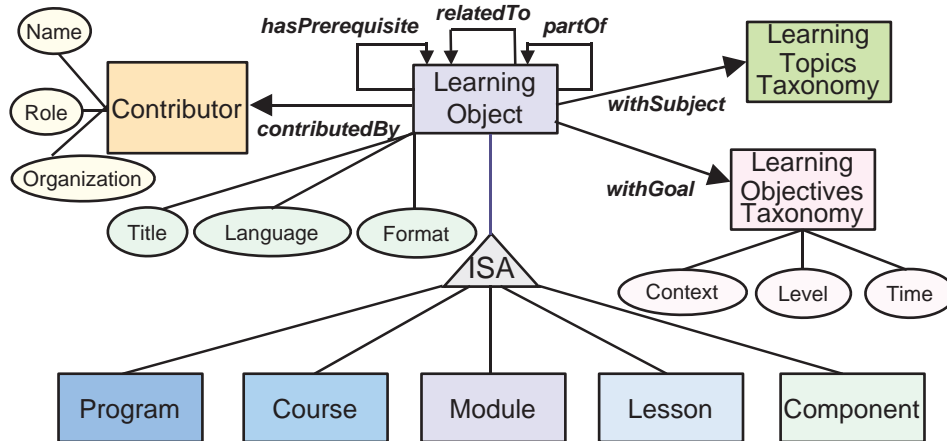 relatedTo
hasPrerequisite
partOf
Name
Learning
Object
Learning
Topics
Taxonomy
Contributor
Role
contributedBy
withSubject
Organization
Learning
Objectives
Taxonomy
withGoal
Title
Language
Format
ISA
Context
Level
Time
Program
Course
Module
Lesson
Component